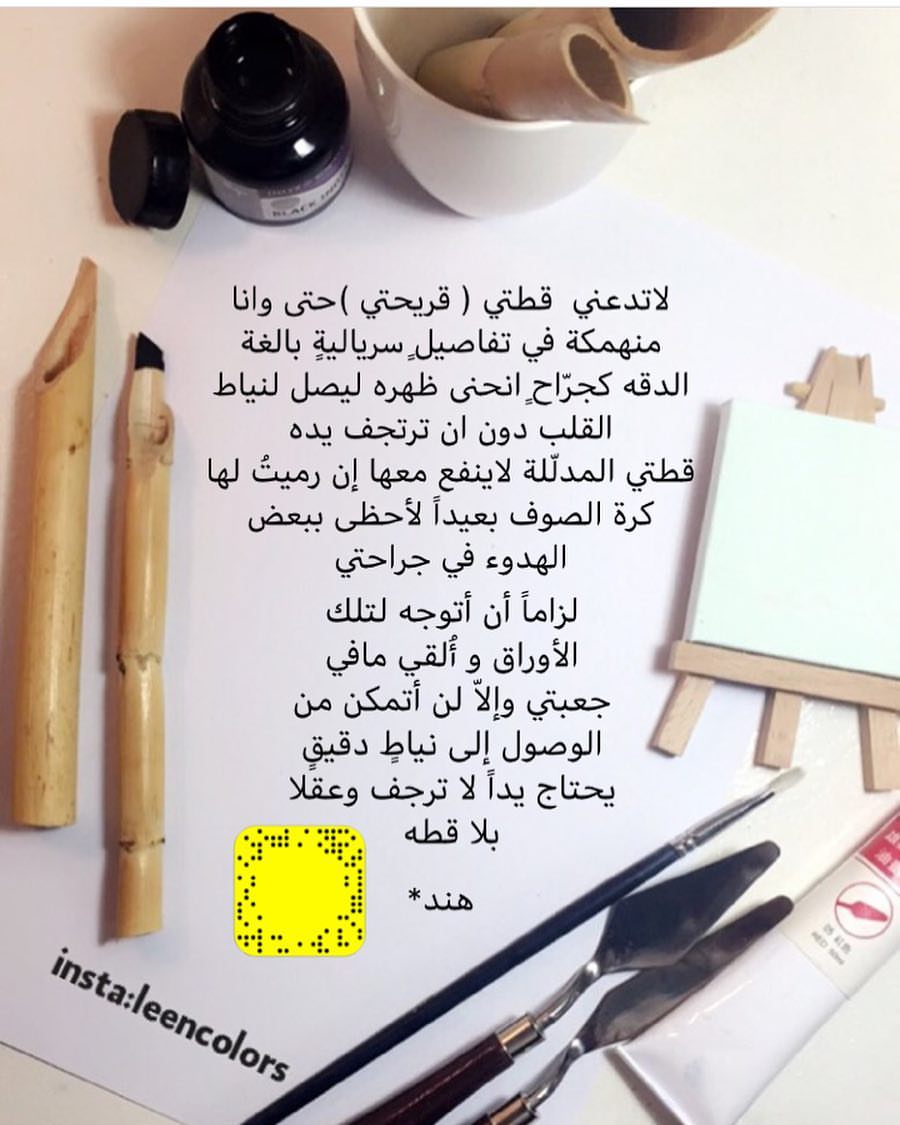 BLACK INK
لاتدعني قطتي ( قريحتي )حتى وانا
منهمكة في تفاصيلٍ سرياليةٍ بالغة
الدقه كجرّاحٍ انحنى ظهره ليصل لنياط
القلب دون ان ترتجف يده
قطتي المدلّلة لاينفع معها إن رميتُ لها
كرة الصوف بعيداً لأحظى ببعض
الهدوء في جراحتي
لزاماً أن أتوجه لتلك
الأوراق و أُلقي مافي
جعبتي وإلاّ لن أتمكن من
الوصول إلى نياطٍ دقيقٍ
يحتاج يداً لا ترجف وعقلا
بلا قطه
هند*
insta:leencolors